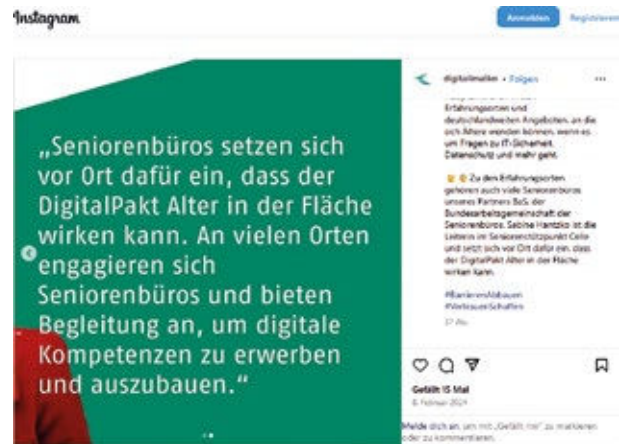 Instagram
Anmelden
Registrieren
„Seniorenbüros setzen sich
vor Ort dafür ein, dass der
DigitalPakt Alter in der Fläche
wirken kann. An vielen Orten
engagieren sich
Seniorenbüros und bieten
Begleitung an, um digitale
Kompetenzen zu erwerben
und auszubauen.“
• Folgen
Erfahrungsorten und
deutschlandweiten Angeboten, an die
sich Ältere wenden können, wenn es
um Fragen zu IT-Sicherheit,
Datenschutz und mehr geht.
Zu den Erfahrungsorten
gehören auch viele Seniorenbüros
unseres Partners BaS, der
Bundesarbeitsgemeinschaft der
Seniorenbüros. Sabine Hantzko ist die
Leiterin im Seniorenstützpunkt Celle
und setzt sich vor Ort dafür ein, dass
der DigitalPakt Alter in der Fläche
wirken kann.
#BarrierenAbbauen
#VertrauenSchaffen
Gefällt 15 Mal
Februar 2024
Melde dich an, um mit „Gefällt mir“ zu markieren
oder zu kommentieren.